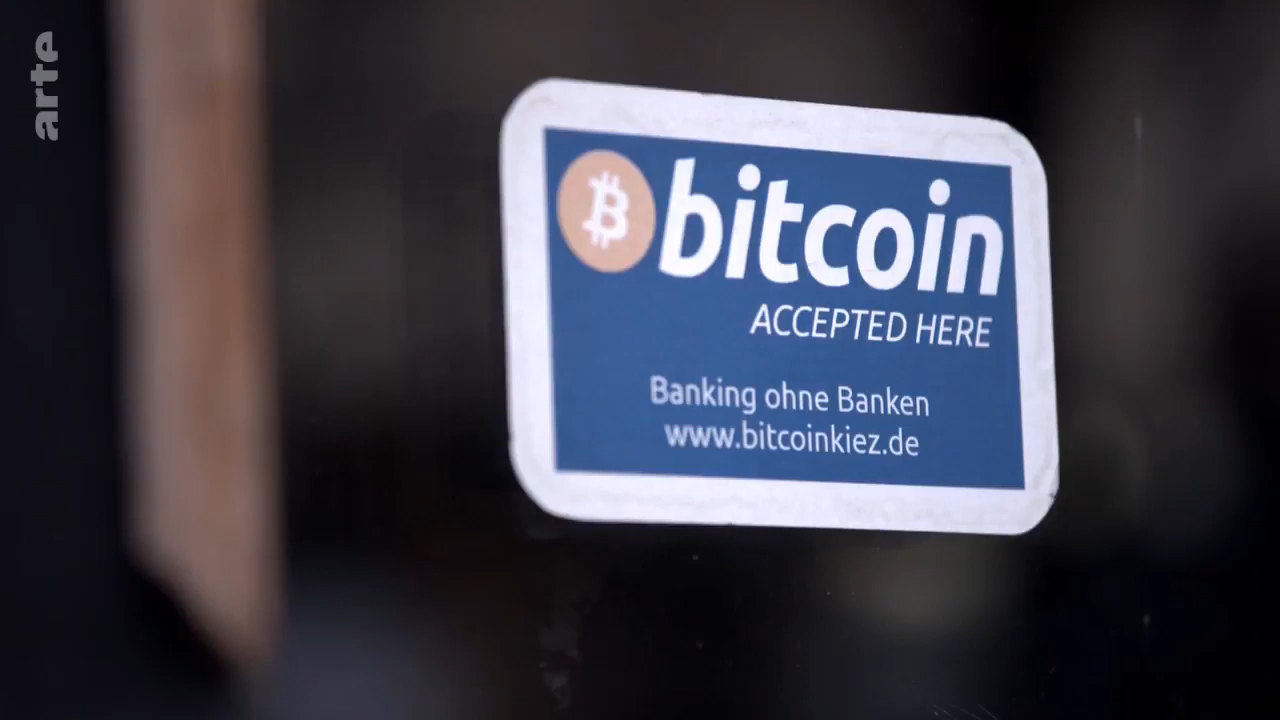 arte
bitcoin
ACCEPTED HERE
Banking ohne Banken
www.bitcoinkiez.de